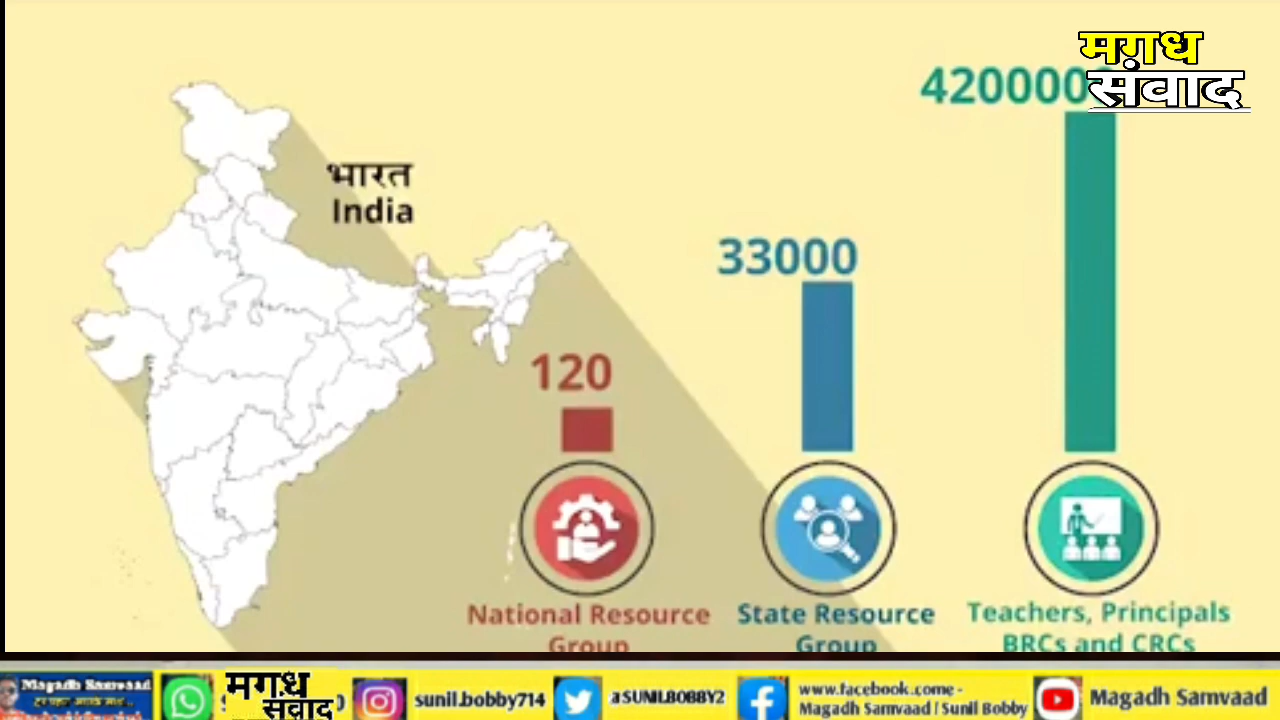 मगध
संवाद
420000
भारत
India
33000
120
National Resource
Group
State Resource
Group
Teachers, Principals
BRCs and CRCs
Magadh Samvaad
मगध
संवाद
sunil.bobby714
@SUNILBOBBY2
www.facebook.come -
Magadh Samvaad / Sunil Bobby
Magadh Samvaad